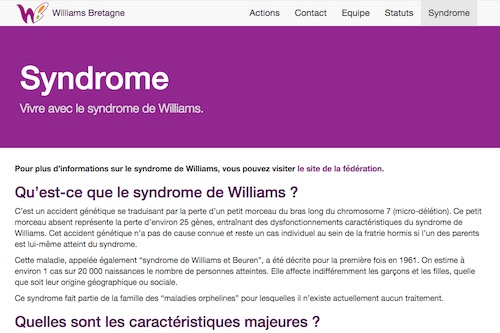 Williams Bretagne
Actions Contact Equipe Statuts Syndrome
Syndrome
Vivre avec le syndrome de Williams.
Pour plus d'informations sur le syndrome de Williams, vous pouvez visiter le site de la fédération.
Qu'est-ce que le syndrome de Williams ?
C'est un accident génétique se traduisant par la perte d'un petit morceau du bras long du chromosome 7 (micro-délétion). Ce petit
morceau absent représente la perte d'environ 25 gènes, entraînant des dysfonctionnements caractéristiques du syndrome de
Williams. Cet accident génétique n'a pas de cause connue et reste un cas individuel au sein de la fratrie hormis si l'un des parents
est lui-même atteint du syndrome.
Cette maladie, appelée également “syndrome de Williams et Beuren”, a été décrite pour la première fois en 1961. On estime à
environ 1 cas sur 20 000 naissances le nombre de personnes atteintes. Elle affecte indifféremment les garçons et les filles, quelle
que soit leur origine géographique ou sociale.
Ce syndrome fait partie de la famille des “maladies orphelines” pour lesquelles il n'existe actuellement aucun traitement.
Quelles sont les caractéristiques majeures ?